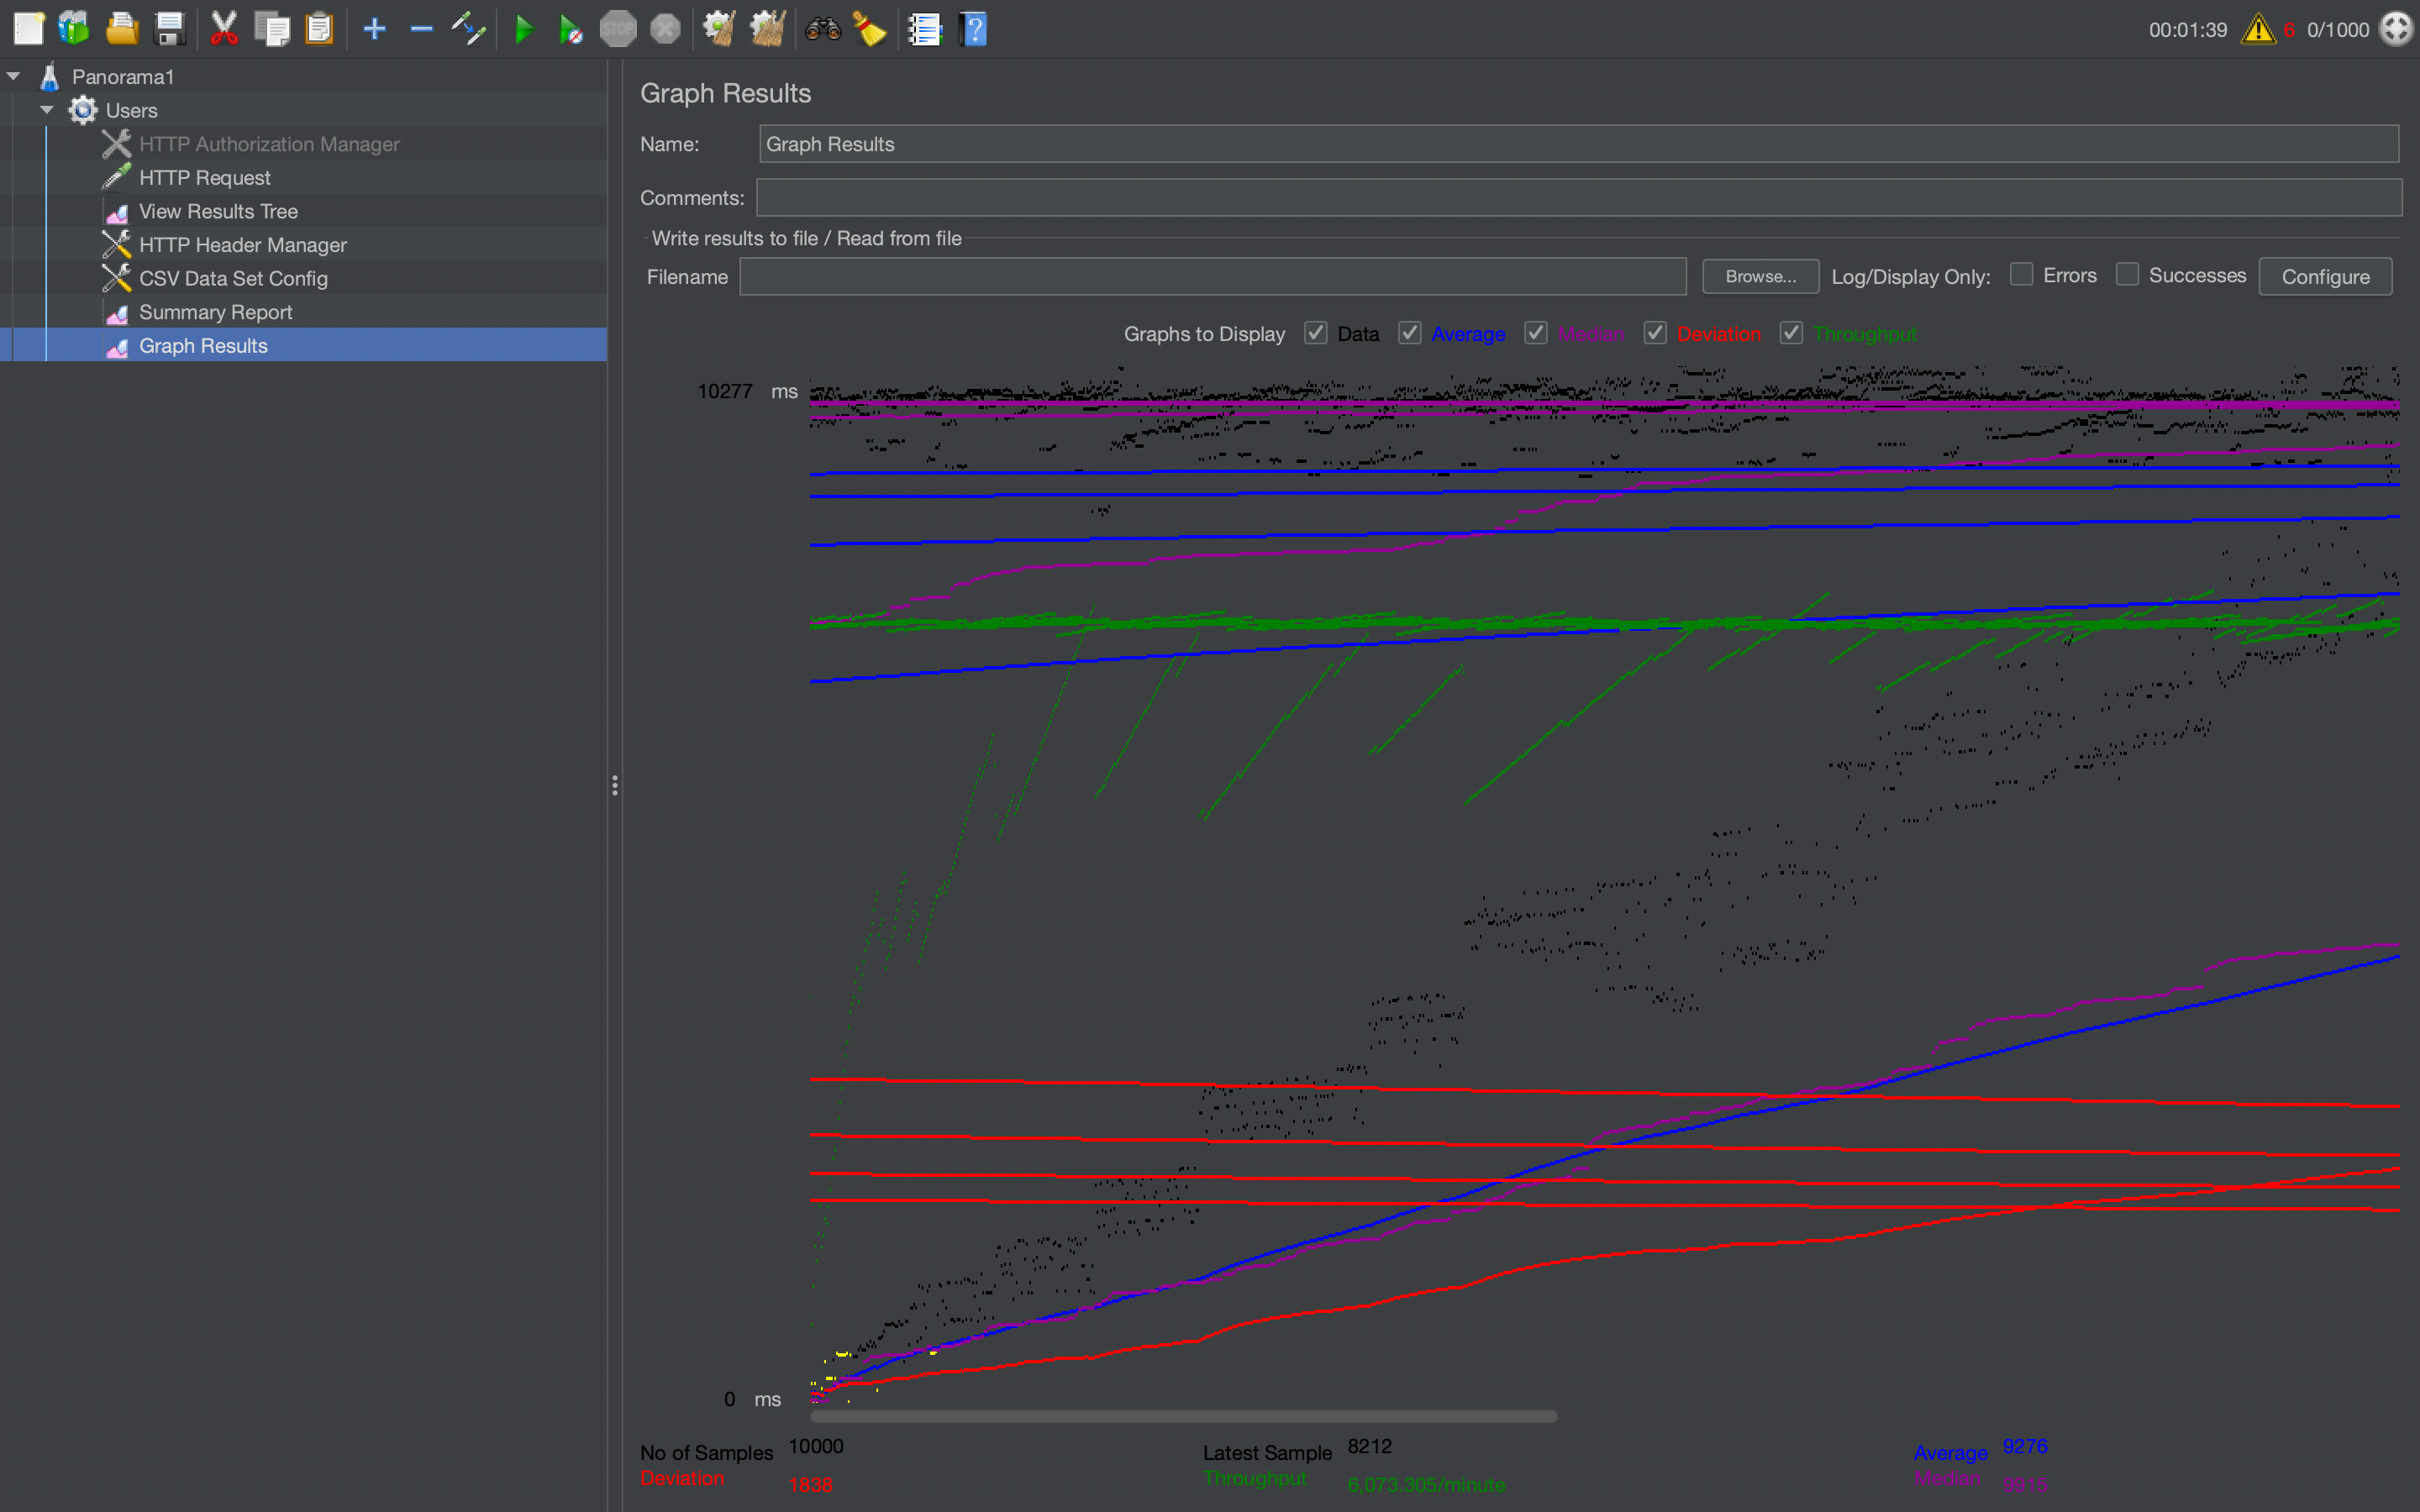 STOP
00:01:39 6 0/1000
Panorama1
Users
HTTP Authorization Manager
HTTP Request
View Results Tree
HTTP Header Manager
CSV Data Set Config
Summary Report
Graph Results
Graph Results
Name: Graph Results
Comments:
Write results to file / Read from file
Filename Browse... Log/Display Only: Errors Successes Configure
Graphs to Display Data Average Median Deviation Throughput
10277 ms
0 ms
No of Samples 10000 Latest Sample 8212 Average 9276
Deviation 1838 Throughput 6,073.305/minute Median 9915